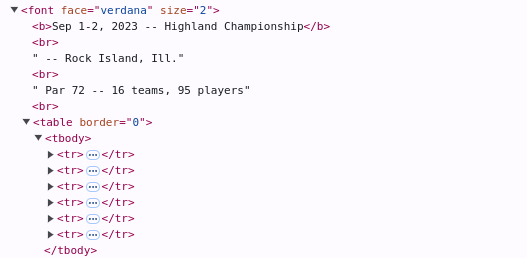 <font face="verdana" size="2">
<b>Sep 1-2, 2023 -- Highland Championship</b>
<br>
" -- Rock Island, Ill."
<br>
" Par 72 -- 16 teams, 95 players"
<br>
<table border="0">
<tbody>
<tr>…</tr>
<tr>…</tr>
<tr>…</tr>
<tr>…</tr>
<tr>…</tr>
<tr>…</tr>
</tbody>